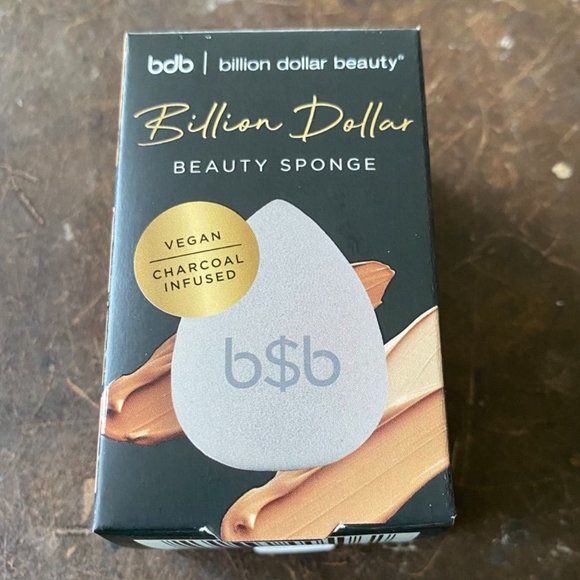 bdb | billion dollar beauty®
Billion Dollar
BEAUTY SPONGE
VEGAN
CHARCOAL
INFUSED
b$b